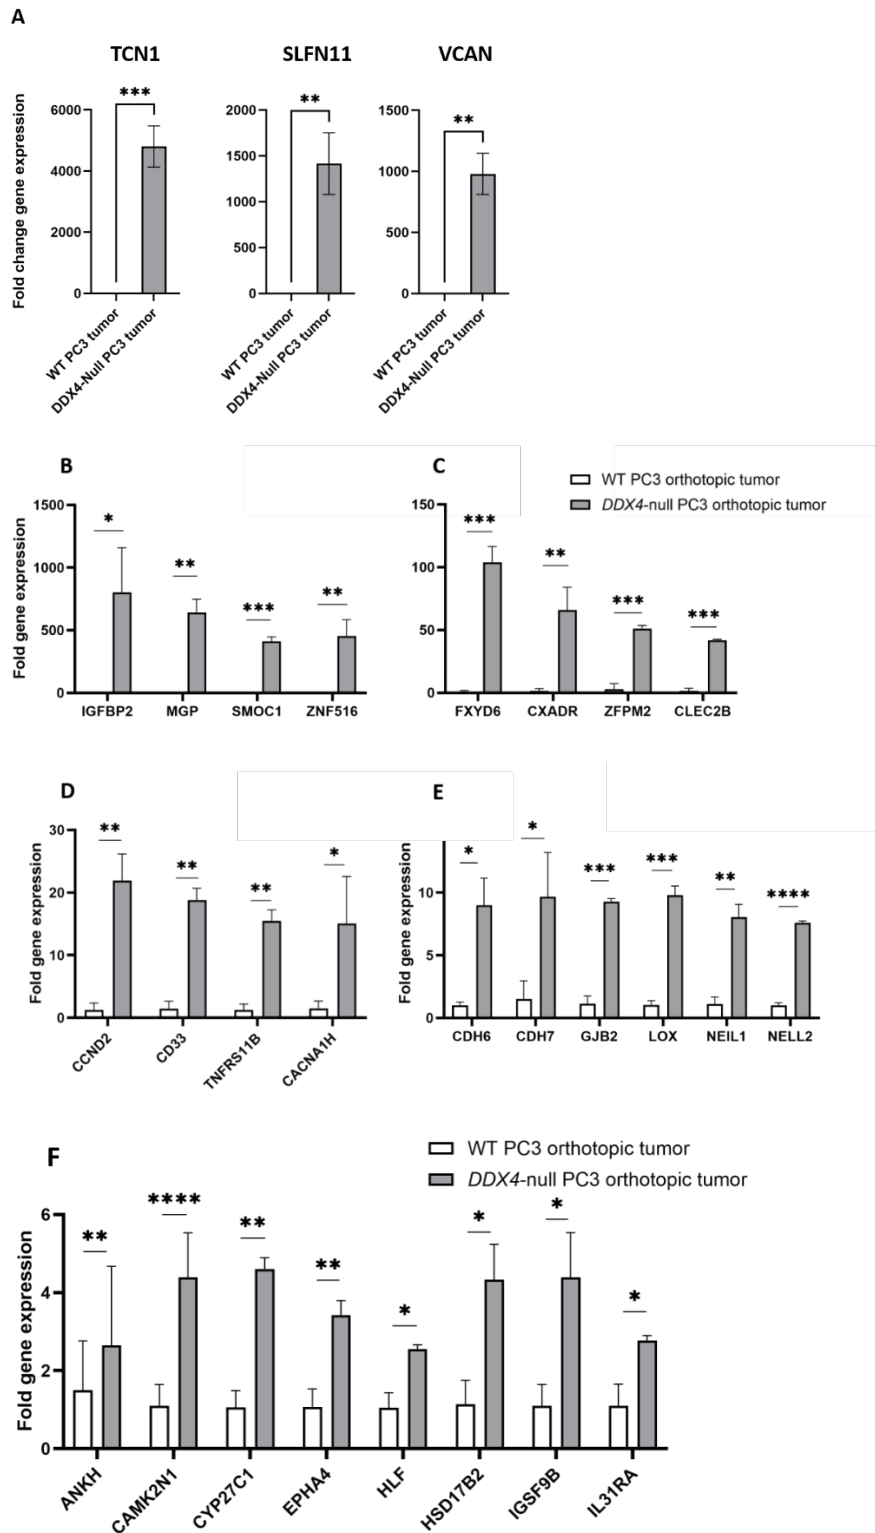 A
TCN1
SLFN11
VCAN
Fold change gene expression
6000
4000
2000
0
***
WT PC3 tumor
DDX4-Null PC3 tumor
2000
1500
1000
500
0
**
WT PC3 tumor
DDX4-Null PC3 tumor
1500
1000
500
0
**
WT PC3 tumor
DDX4-Null PC3 tumor
B
Fold gene expression
1500
1000
500
0
* ** *** **
IGFBP2 MGP SMOC1 ZNF516
C
WT PC3 orthotopic tumor
DDX4-null PC3 orthotopic tumor
150
100
50
0
*** ** *** ***
FXYD6 CXADR ZFPM2 CLEC2B
D
Fold gene expression
30
20
10
0
** ** ** *
CCND2 CD33 TNFRS11B CACNA1H
E
Fold gene expression
10
5
0
* * *** *** ** ****
CDH6 CDH7 GJB2 LOX NEIL1 NELL2
F
WT PC3 orthotopic tumor
DDX4-null PC3 orthotopic tumor
Fold gene expression
6
4
2
0
** **** ** ** * * * *
ANKH CAMK2N1 CYP27C1 EPHA4 HLF HSD17B2 IGSF9B IL31RA